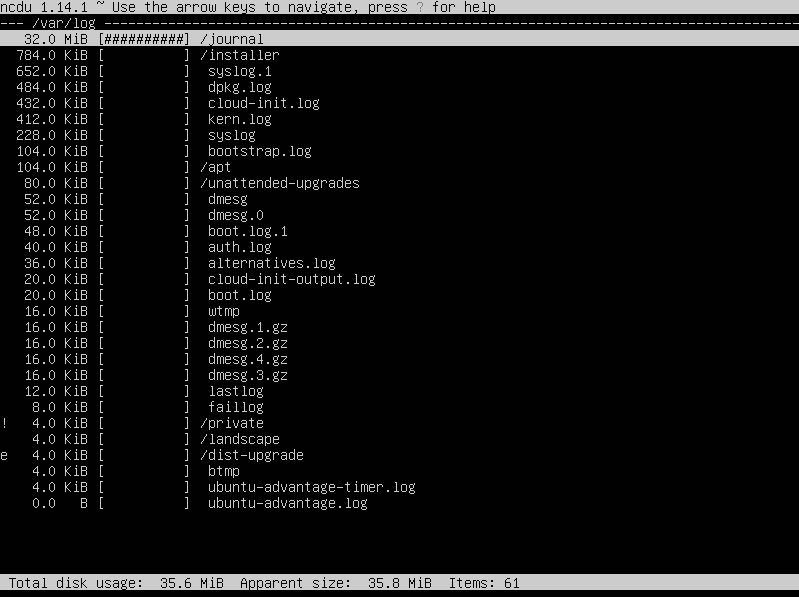 ncdu 1.14.1 ~ Use the arrow keys to navigate, press ? for help
--- /var/log ---------------------------------------------------------------------------------------
   32.0 MiB [##########] /journal
  784.0 KiB [          ] /installer
  652.0 KiB [          ]  syslog.1
  484.0 KiB [          ]  dpkg.log
  432.0 KiB [          ]  cloud-init.log
  412.0 KiB [          ]  kern.log
  228.0 KiB [          ]  syslog
  104.0 KiB [          ]  bootstrap.log
  104.0 KiB [          ] /apt
   80.0 KiB [          ] /unattended-upgrades
   52.0 KiB [          ]  dmesg
   52.0 KiB [          ]  dmesg.0
   48.0 KiB [          ]  boot.log.1
   40.0 KiB [          ]  auth.log
   36.0 KiB [          ]  alternatives.log
   20.0 KiB [          ]  cloud-init-output.log
   20.0 KiB [          ]  boot.log
   16.0 KiB [          ]  wtmp
   16.0 KiB [          ]  dmesg.1.gz
   16.0 KiB [          ]  dmesg.2.gz
   16.0 KiB [          ]  dmesg.4.gz
   16.0 KiB [          ]  dmesg.3.gz
   12.0 KiB [          ]  lastlog
    8.0 KiB [          ]  faillog
!   4.0 KiB [          ] /private
    4.0 KiB [          ] /landscape
e   4.0 KiB [          ] /dist-upgrade
    4.0 KiB [          ]  btmp
    4.0 KiB [          ]  ubuntu-advantage-timer.log
    0.0   B [          ]  ubuntu-advantage.log
 Total disk usage:  35.6 MiB  Apparent size:  35.8 MiB  Items: 61